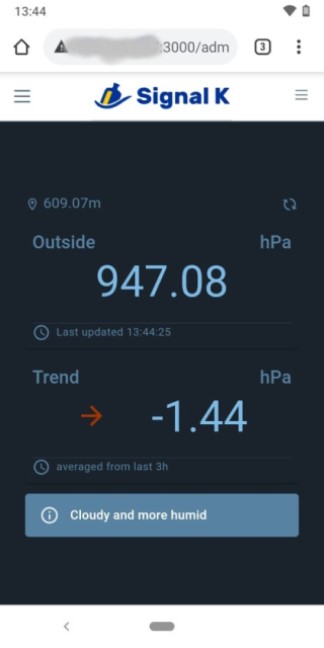 13:44
:3000/adm
3
Signal K
609.07m
Outside hPa
947.08
Last updated 13:44:25
Trend hPa
-1.44
averaged from last 3h
Cloudy and more humid